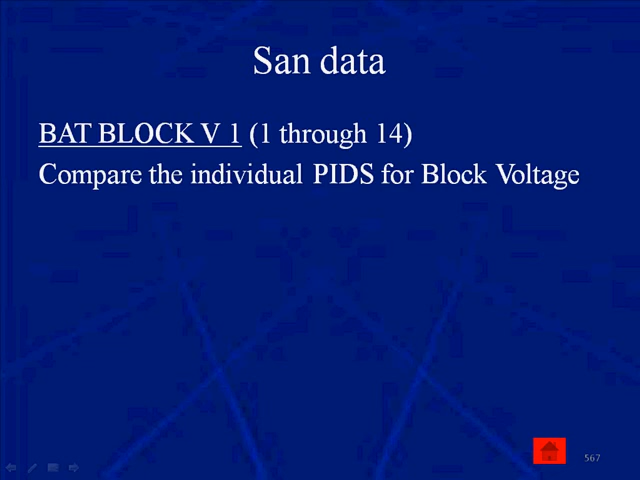 San data
BAT BLOCK V 1 (1 through 14)
Compare the individual PIDS for Block Voltage
567